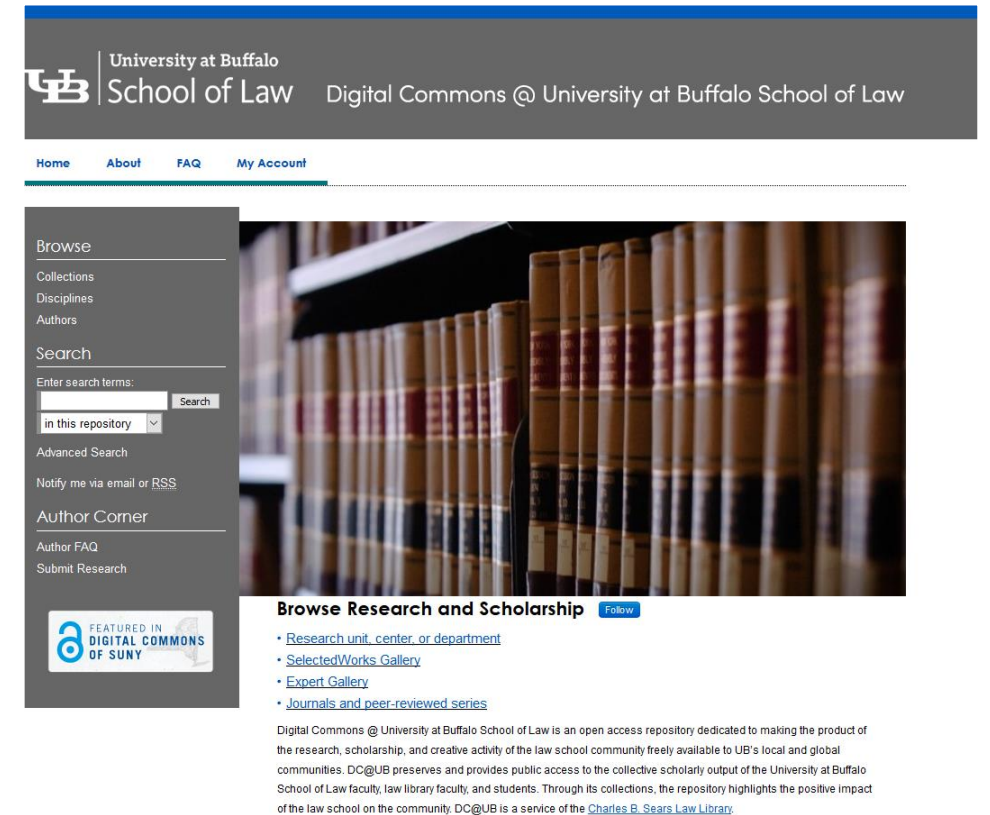 UB
University at Buffalo
School of Law
Digital Commons @ University at Buffalo School of Law
Home About FAQ My Account
Browse
Collections
Disciplines
Authors
Search
Enter search terms:
Search
in this repository
Advanced Search
Notify me via email or RSS
Author Corner
Author FAQ
Submit Research
FEATURED IN
DIGITAL COMMONS
OF SUNY
Browse Research and Scholarship Follow
• Research unit, center, or department
• SelectedWorks Gallery
• Expert Gallery
• Journals and peer-reviewed series
Digital Commons @ University at Buffalo School of Law is an open access repository dedicated to making the product of
the research, scholarship, and creative activity of the law school community freely available to UB's local and global
communities. DC@UB preserves and provides public access to the collective scholarly output of the University at Buffalo
School of Law faculty, law library faculty, and students. Through its collections, the repository highlights the positive impact
of the law school on the community. DC@UB is a service of the Charles B. Sears Law Library.